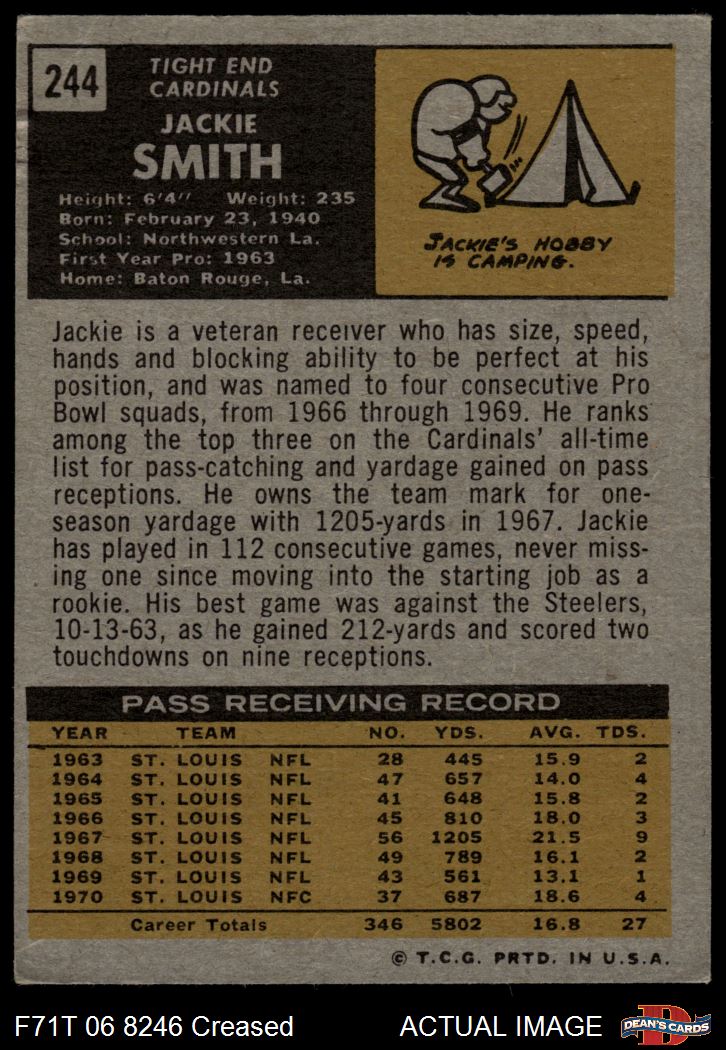 244
TIGHT END
CARDINALS
JACKIE
SMITH
Height: 6'4" Weight: 235
Born: February 23, 1940
School: Northwestern La.
First Year Pro: 1963
Home: Baton Rouge, La.
JACKIE'S HOBBY
IS CAMPING.
Jackie is a veteran receiver who has size, speed,
hands and blocking ability to be perfect at his
position, and was named to four consecutive Pro
Bowl squads, from 1966 through 1969. He ranks
among the top three on the Cardinals' all-time
list for pass-catching and yardage gained on pass
receptions. He owns the team mark for one-
season yardage with 1205-yards in 1967. Jackie
has played in 112 consecutive games, never miss-
ing one since moving into the starting job as a
rookie. His best game was against the Steelers,
10-13-63, as he gained 212-yards and scored two
touchdowns on nine receptions.
PASS RECEIVING RECORD
YEAR TEAM NO. YDS. AVG. TDS.
1963 ST. LOUIS NFL 28 445 15.9 2
1964 ST. LOUIS NFL 47 657 14.0 4
1965 ST. LOUIS NFL 41 648 15.8 2
1966 ST. LOUIS NFL 45 810 18.0 3
1967 ST. LOUIS NFL 56 1205 21.5 9
1968 ST. LOUIS NFL 49 789 16.1 2
1969 ST. LOUIS NFL 43 561 13.1 1
1970 ST. LOUIS NFC 37 687 18.6 4
Career Totals 346 5802 16.8 27
© T.C.G. PRTD. IN U.S.A.
F71T 06 8246 Creased ACTUAL IMAGE
D
DEAN'S CARDS